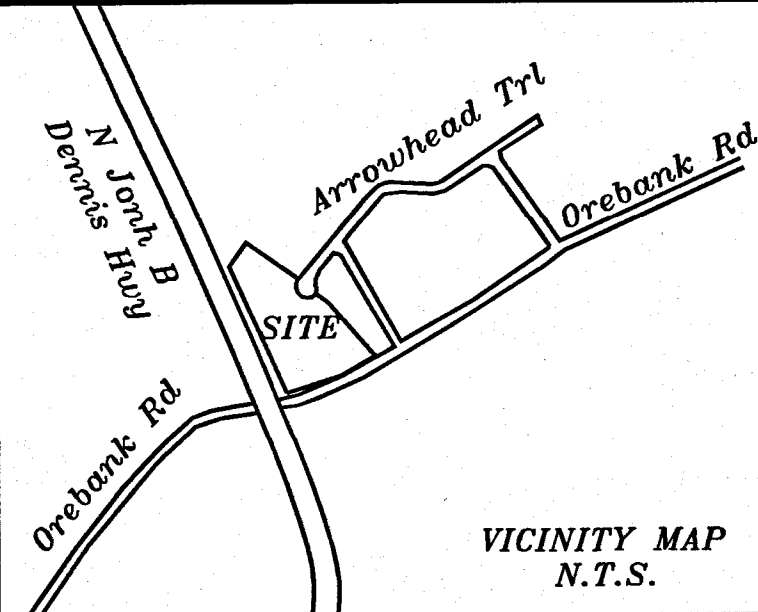 Arrowhead Trl
Orebank Rd
N Jonh B
Dennis Hwy
SITE
Orebank Rd
VICINITY MAP
N.T.S.